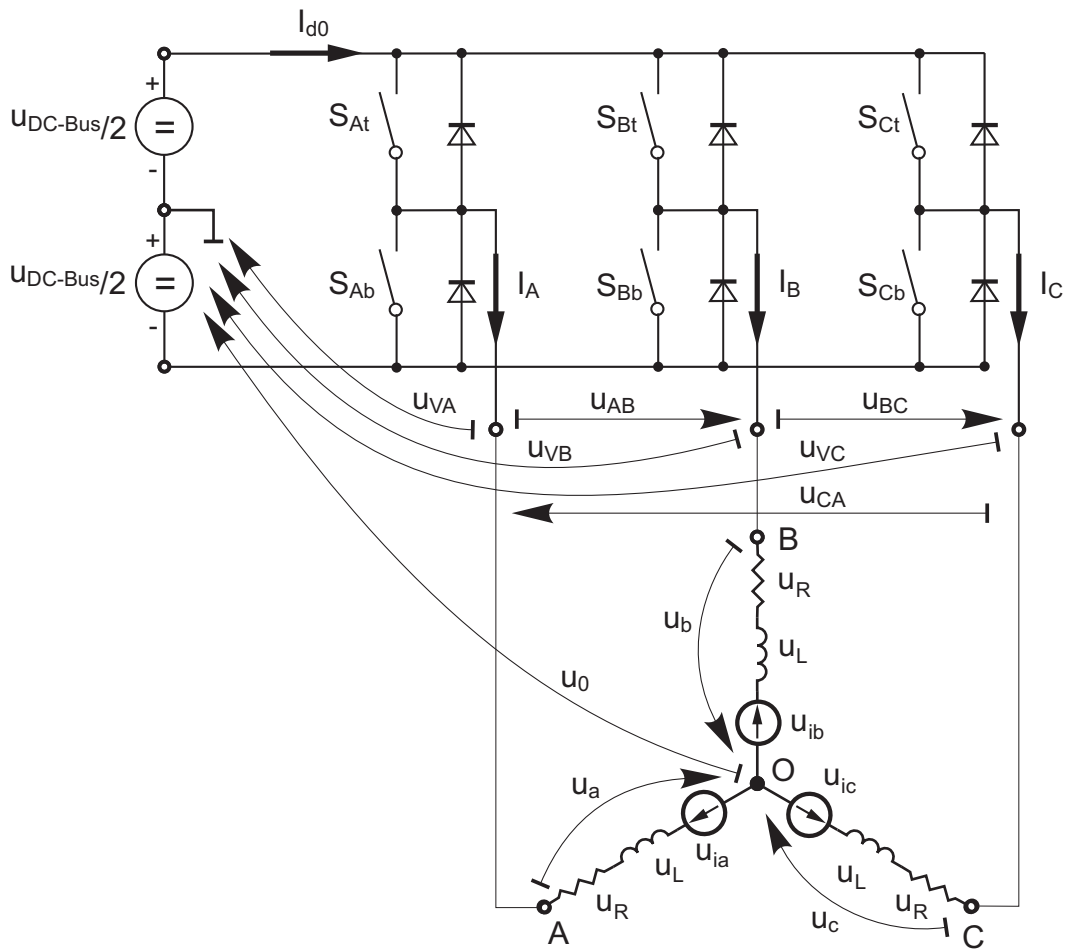 Id0
+
uDC-Bus/2
=
-
SAt
SBt
SCt
+
uDC-Bus/2
=
-
SAb
IA
SBb
IB
SCb
IC
uVA
uAB
uBC
uVB
uVC
uCA
B
uR
ub
uL
u0
uib
O
ua
uic
uia
uL
uL
uR
uR
uc
A
C